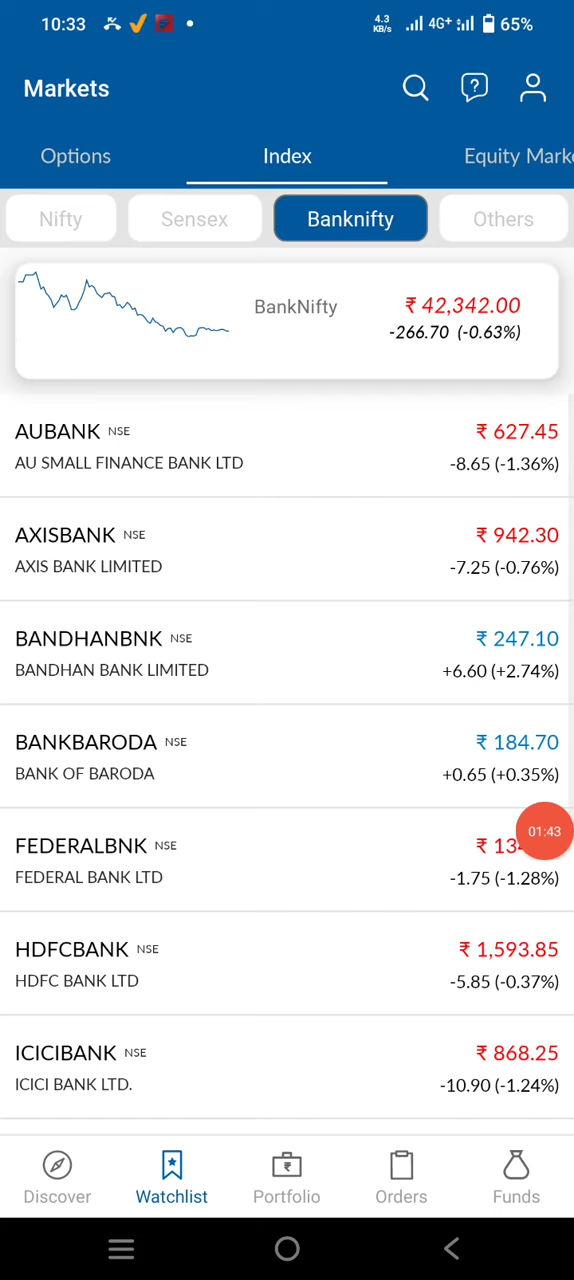 10:33
4.3 KB/s 4G+ 65%
Markets
Options Index Equity Mark
Nifty Sensex Banknifty Others
BankNifty ₹ 42,342.00
-266.70 (-0.63%)
AUBANK NSE ₹ 627.45
AU SMALL FINANCE BANK LTD -8.65 (-1.36%)
AXISBANK NSE ₹ 942.30
AXIS BANK LIMITED -7.25 (-0.76%)
BANDHANBNK NSE ₹ 247.10
BANDHAN BANK LIMITED +6.60 (+2.74%)
BANKBARODA NSE ₹ 184.70
BANK OF BARODA +0.65 (+0.35%)
01:43
FEDERALBNK NSE ₹
FEDERAL BANK LTD -1.75 (-1.28%)
HDFCBANK NSE ₹ 1,593.85
HDFC BANK LTD -5.85 (-0.37%)
ICICIBANK NSE ₹ 868.25
ICICI BANK LTD. -10.90 (-1.24%)
Discover Watchlist Portfolio Orders Funds